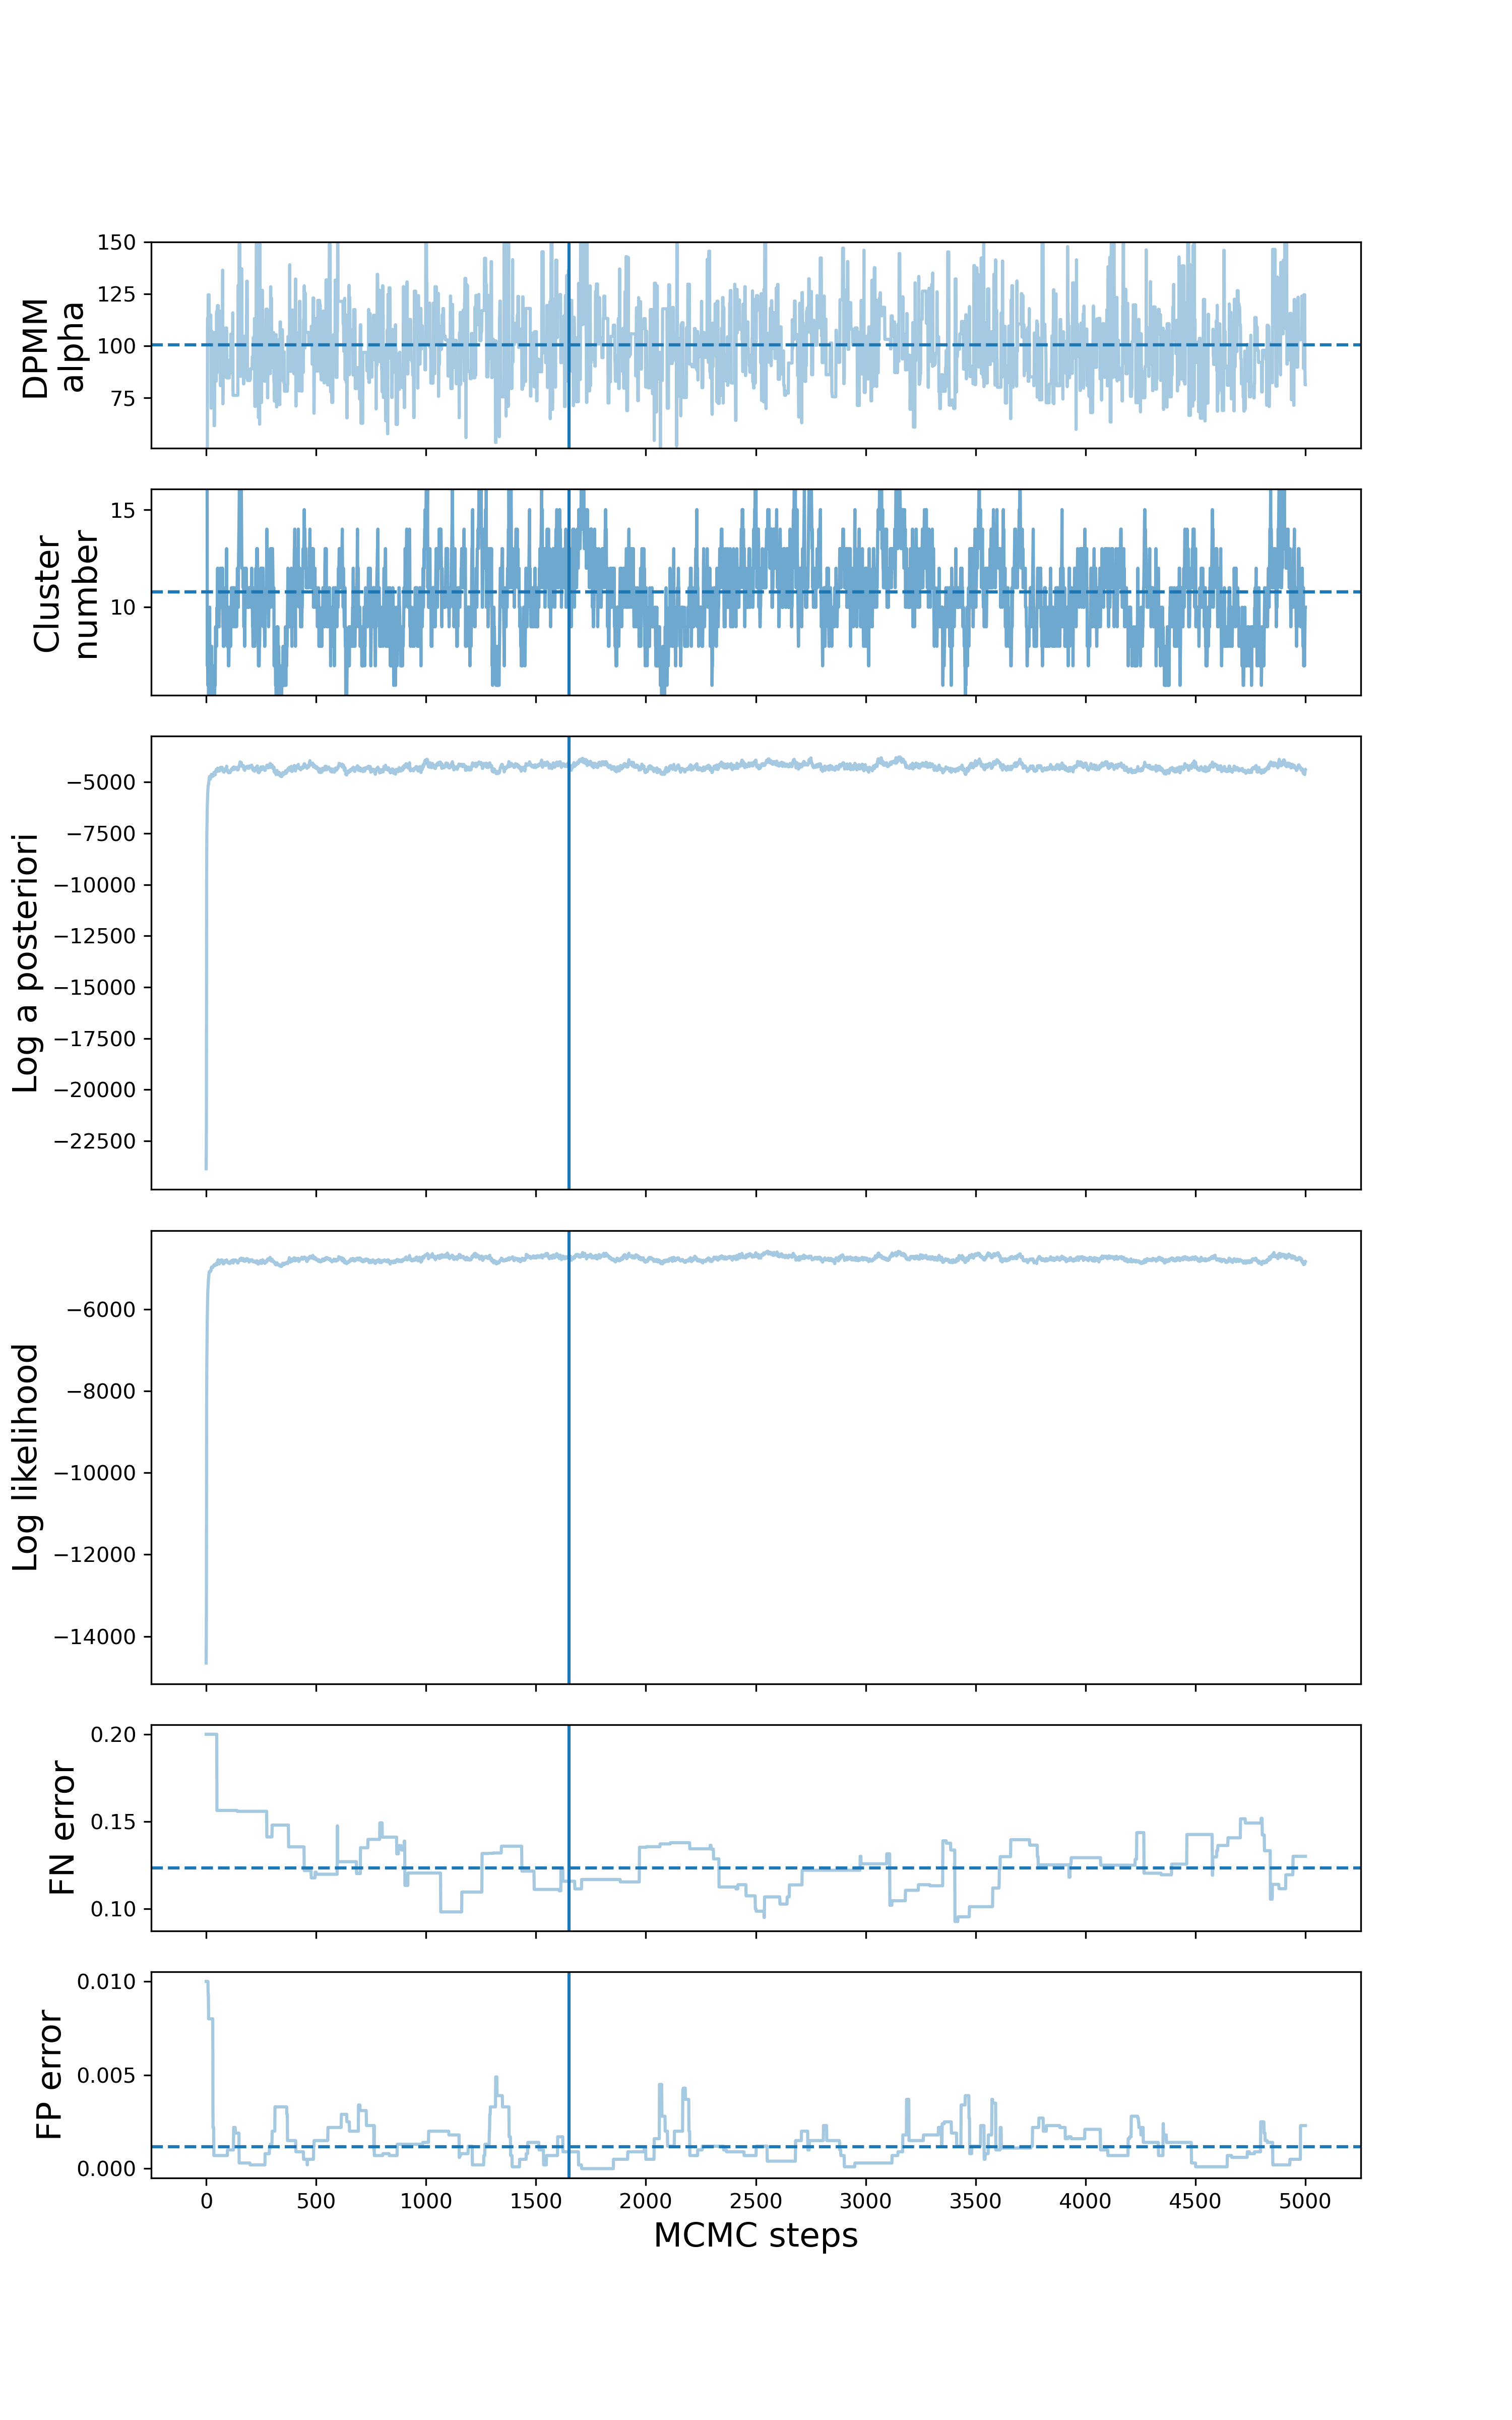 DPMM
alpha
150
125
100
75
Cluster
number
15
10
Log a posteriori
−5000
−7500
−10000
−12500
−15000
−17500
−20000
−22500
Log likelihood
−6000
−8000
−10000
−12000
−14000
FN error
0.20
0.15
0.10
FP error
0.010
0.005
0.000
0 500 1000 1500 2000 2500 3000 3500 4000 4500 5000
MCMC steps